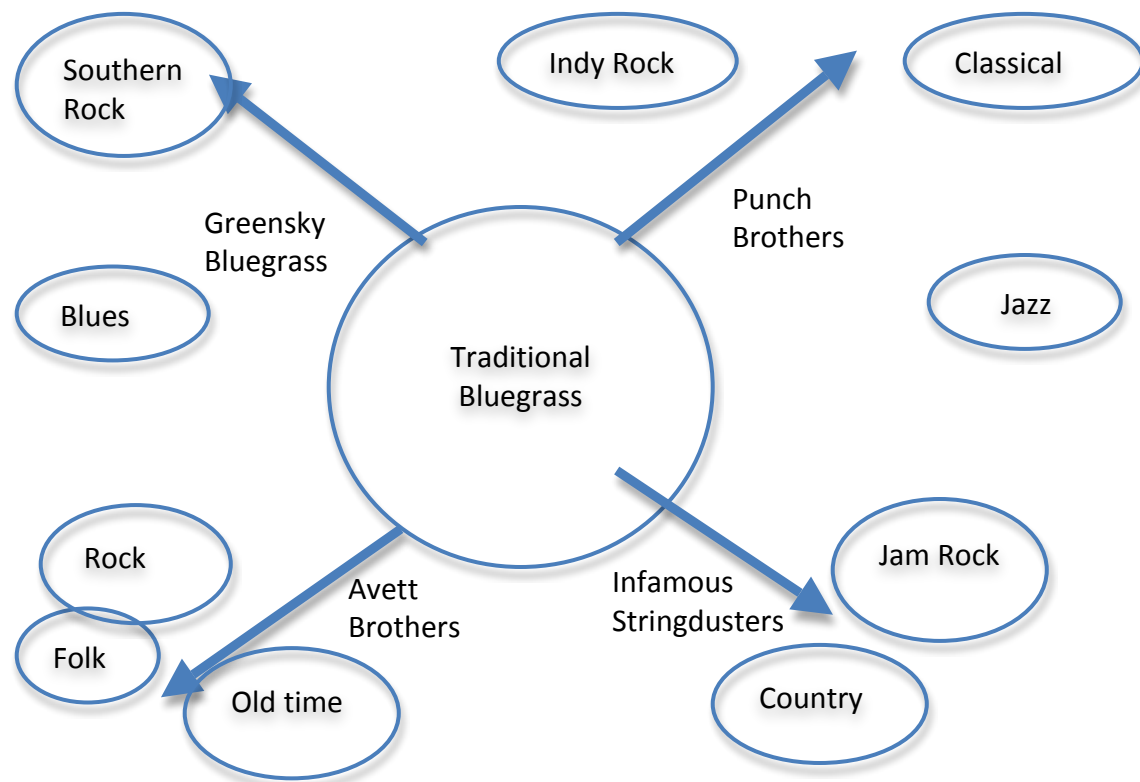 Southern
Rock
Indy Rock
Classical
Greensky
Bluegrass
Punch
Brothers
Blues
Jazz
Traditional
Bluegrass
Rock
Folk
Avett
Brothers
Old time
Infamous
Stringdusters
Jam Rock
Country